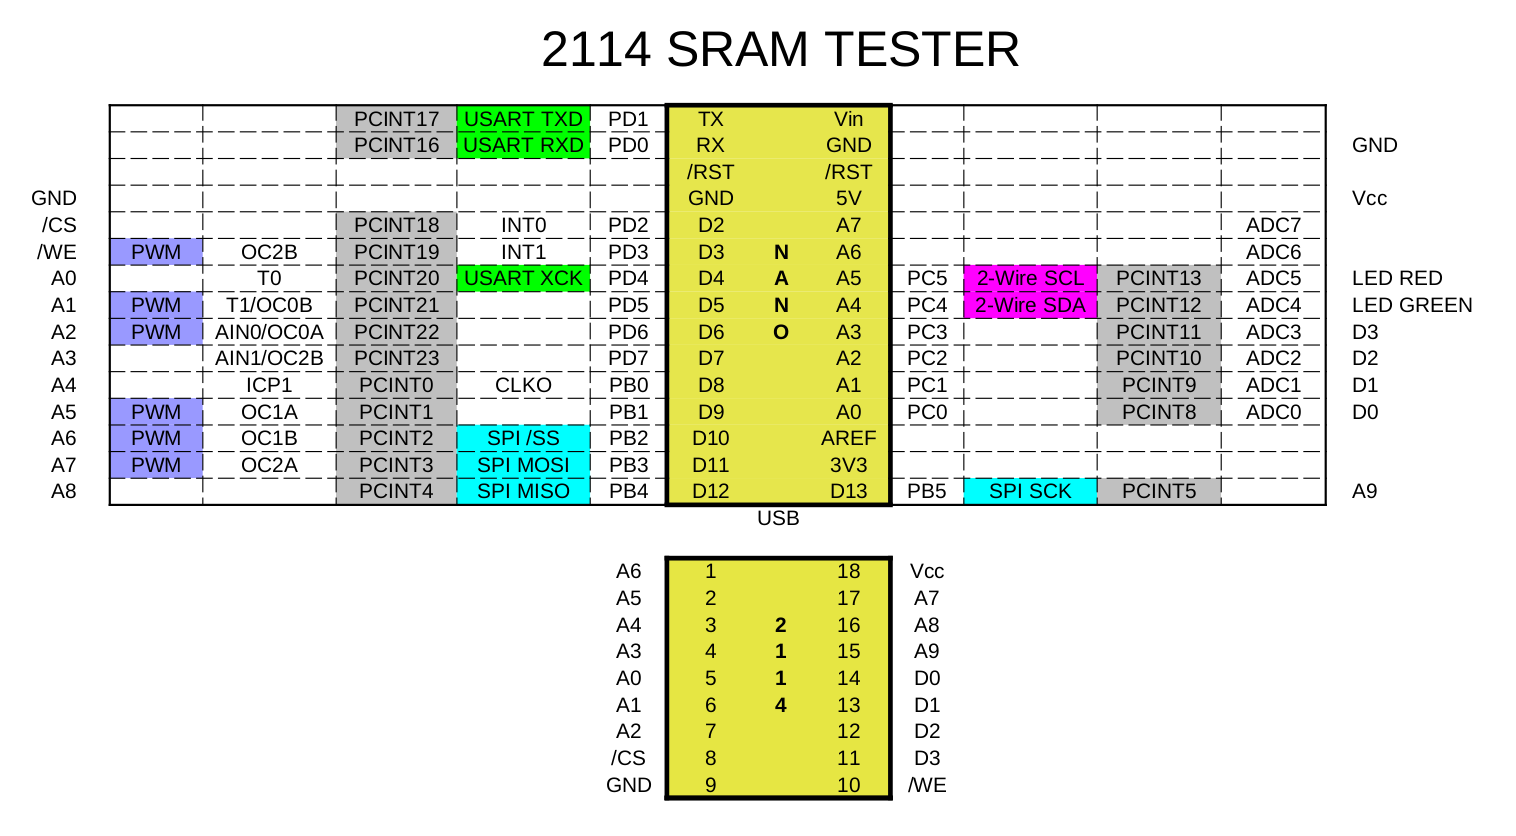 2114 SRAM TESTER
PCINT17 USART TXD PD1 TX Vin
PCINT16 USART RXD PD0 RX GND GND
/RST /RST
GND GND 5V Vcc
/CS PCINT18 INT0 PD2 D2 A7 ADC7
/WE PWM OC2B PCINT19 INT1 PD3 D3 N A6 ADC6
A0 T0 PCINT20 USART XCK PD4 D4 A A5 PC5 2-Wire SCL PCINT13 ADC5 LED RED
A1 PWM T1/OC0B PCINT21 PD5 D5 N A4 PC4 2-Wire SDA PCINT12 ADC4 LED GREEN
A2 PWM AIN0/OC0A PCINT22 PD6 D6 O A3 PC3 PCINT11 ADC3 D3
A3 AIN1/OC2B PCINT23 PD7 D7 A2 PC2 PCINT10 ADC2 D2
A4 ICP1 PCINT0 CLKO PB0 D8 A1 PC1 PCINT9 ADC1 D1
A5 PWM OC1A PCINT1 PB1 D9 A0 PC0 PCINT8 ADC0 D0
A6 PWM OC1B PCINT2 SPI /SS PB2 D10 AREF
A7 PWM OC2A PCINT3 SPI MOSI PB3 D11 3V3
A8 PCINT4 SPI MISO PB4 D12 D13 PB5 SPI SCK PCINT5 A9
USB
A6 1 18 Vcc
A5 2 17 A7
A4 3 2 16 A8
A3 4 1 15 A9
A0 5 1 14 D0
A1 6 4 13 D1
A2 7 12 D2
/CS 8 11 D3
GND 9 10 /WE